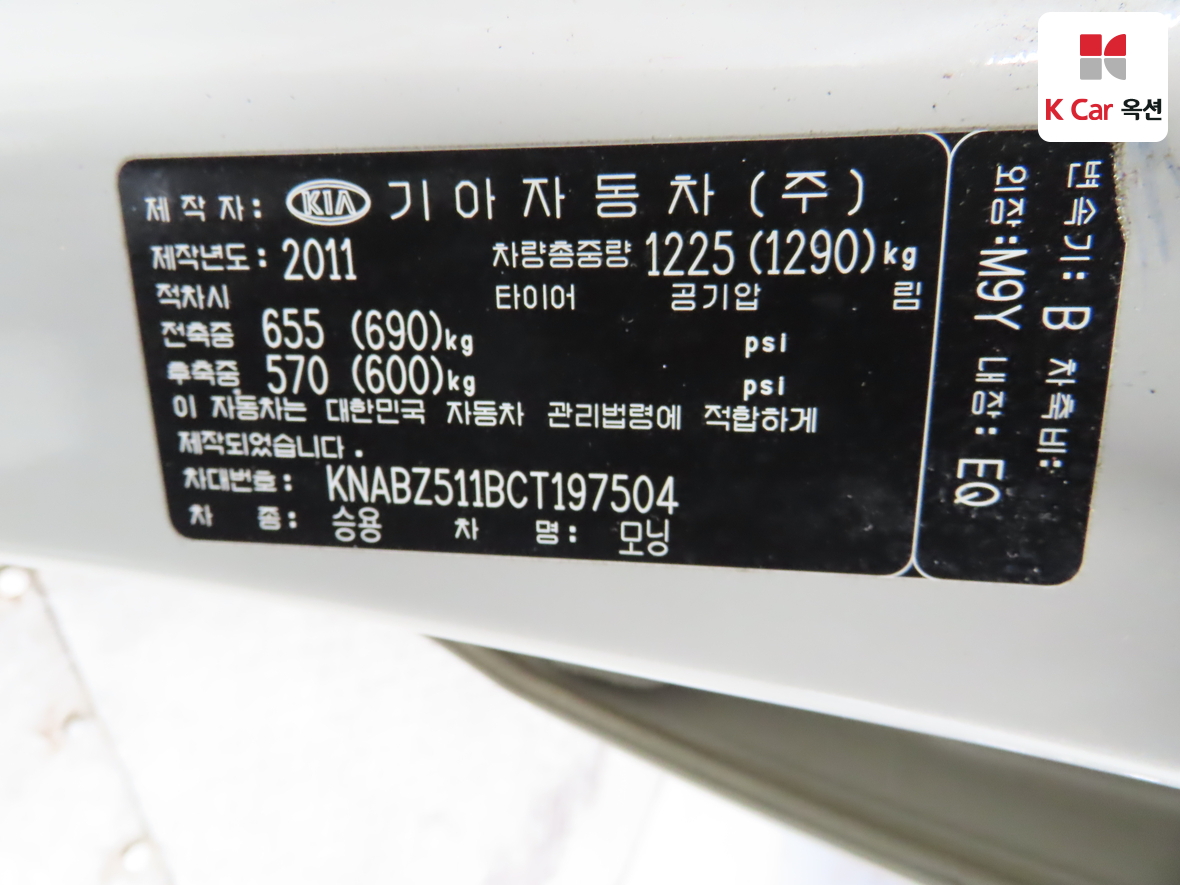 K Car 옥션
제 작 자 : KIA 기 아 자 동 차 ( 주 )
제작년도 : 2011 차량총중량 1225 (1290) kg
적차시 타이어 공기압 림
전축중 655 (690)kg psi
후축중 570 (600)kg psi
이 자동차는 대한민국 자동차 관리법령에 적합하게
제작되었습니다.
차대번호: KNABZ511BCT197504
차 종: 승용 차 명: 모닝
변속기: B 차축비:
외장:M9Y 내장: EQ